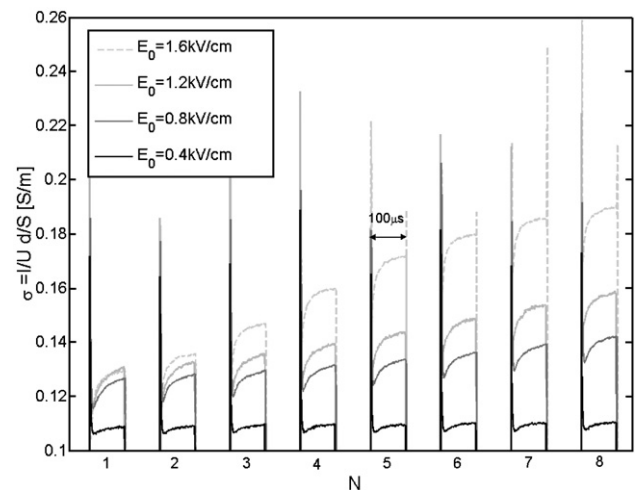 0.26
0.24
0.22
0.2
0.18
0.16
0.14
0.12
0.1
σ =I/U d/S [S/m]
E0=1.6kV/cm
E0=1.2kV/cm
E0=0.8kV/cm
E0=0.4kV/cm
100μs
1 2 3 4 5 6 7 8
N